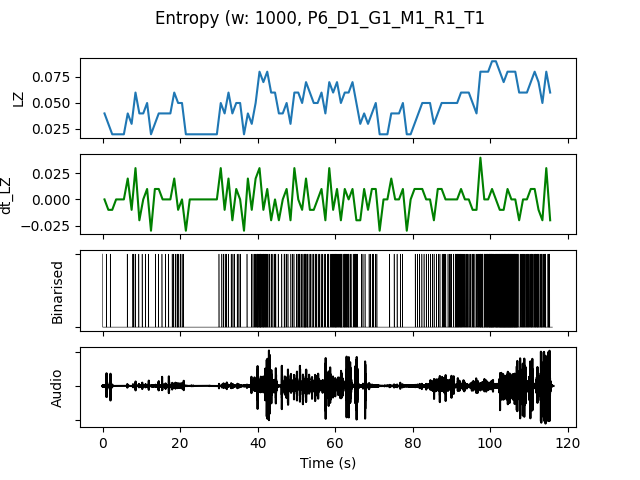 Entropy (w: 1000, P6_D1_G1_M1_R1_T1
LZ
0.075
0.050
0.025
dt_LZ
0.025
0.000
−0.025
Binarised
Audio
0
20
40
60
80
100
120
Time (s)